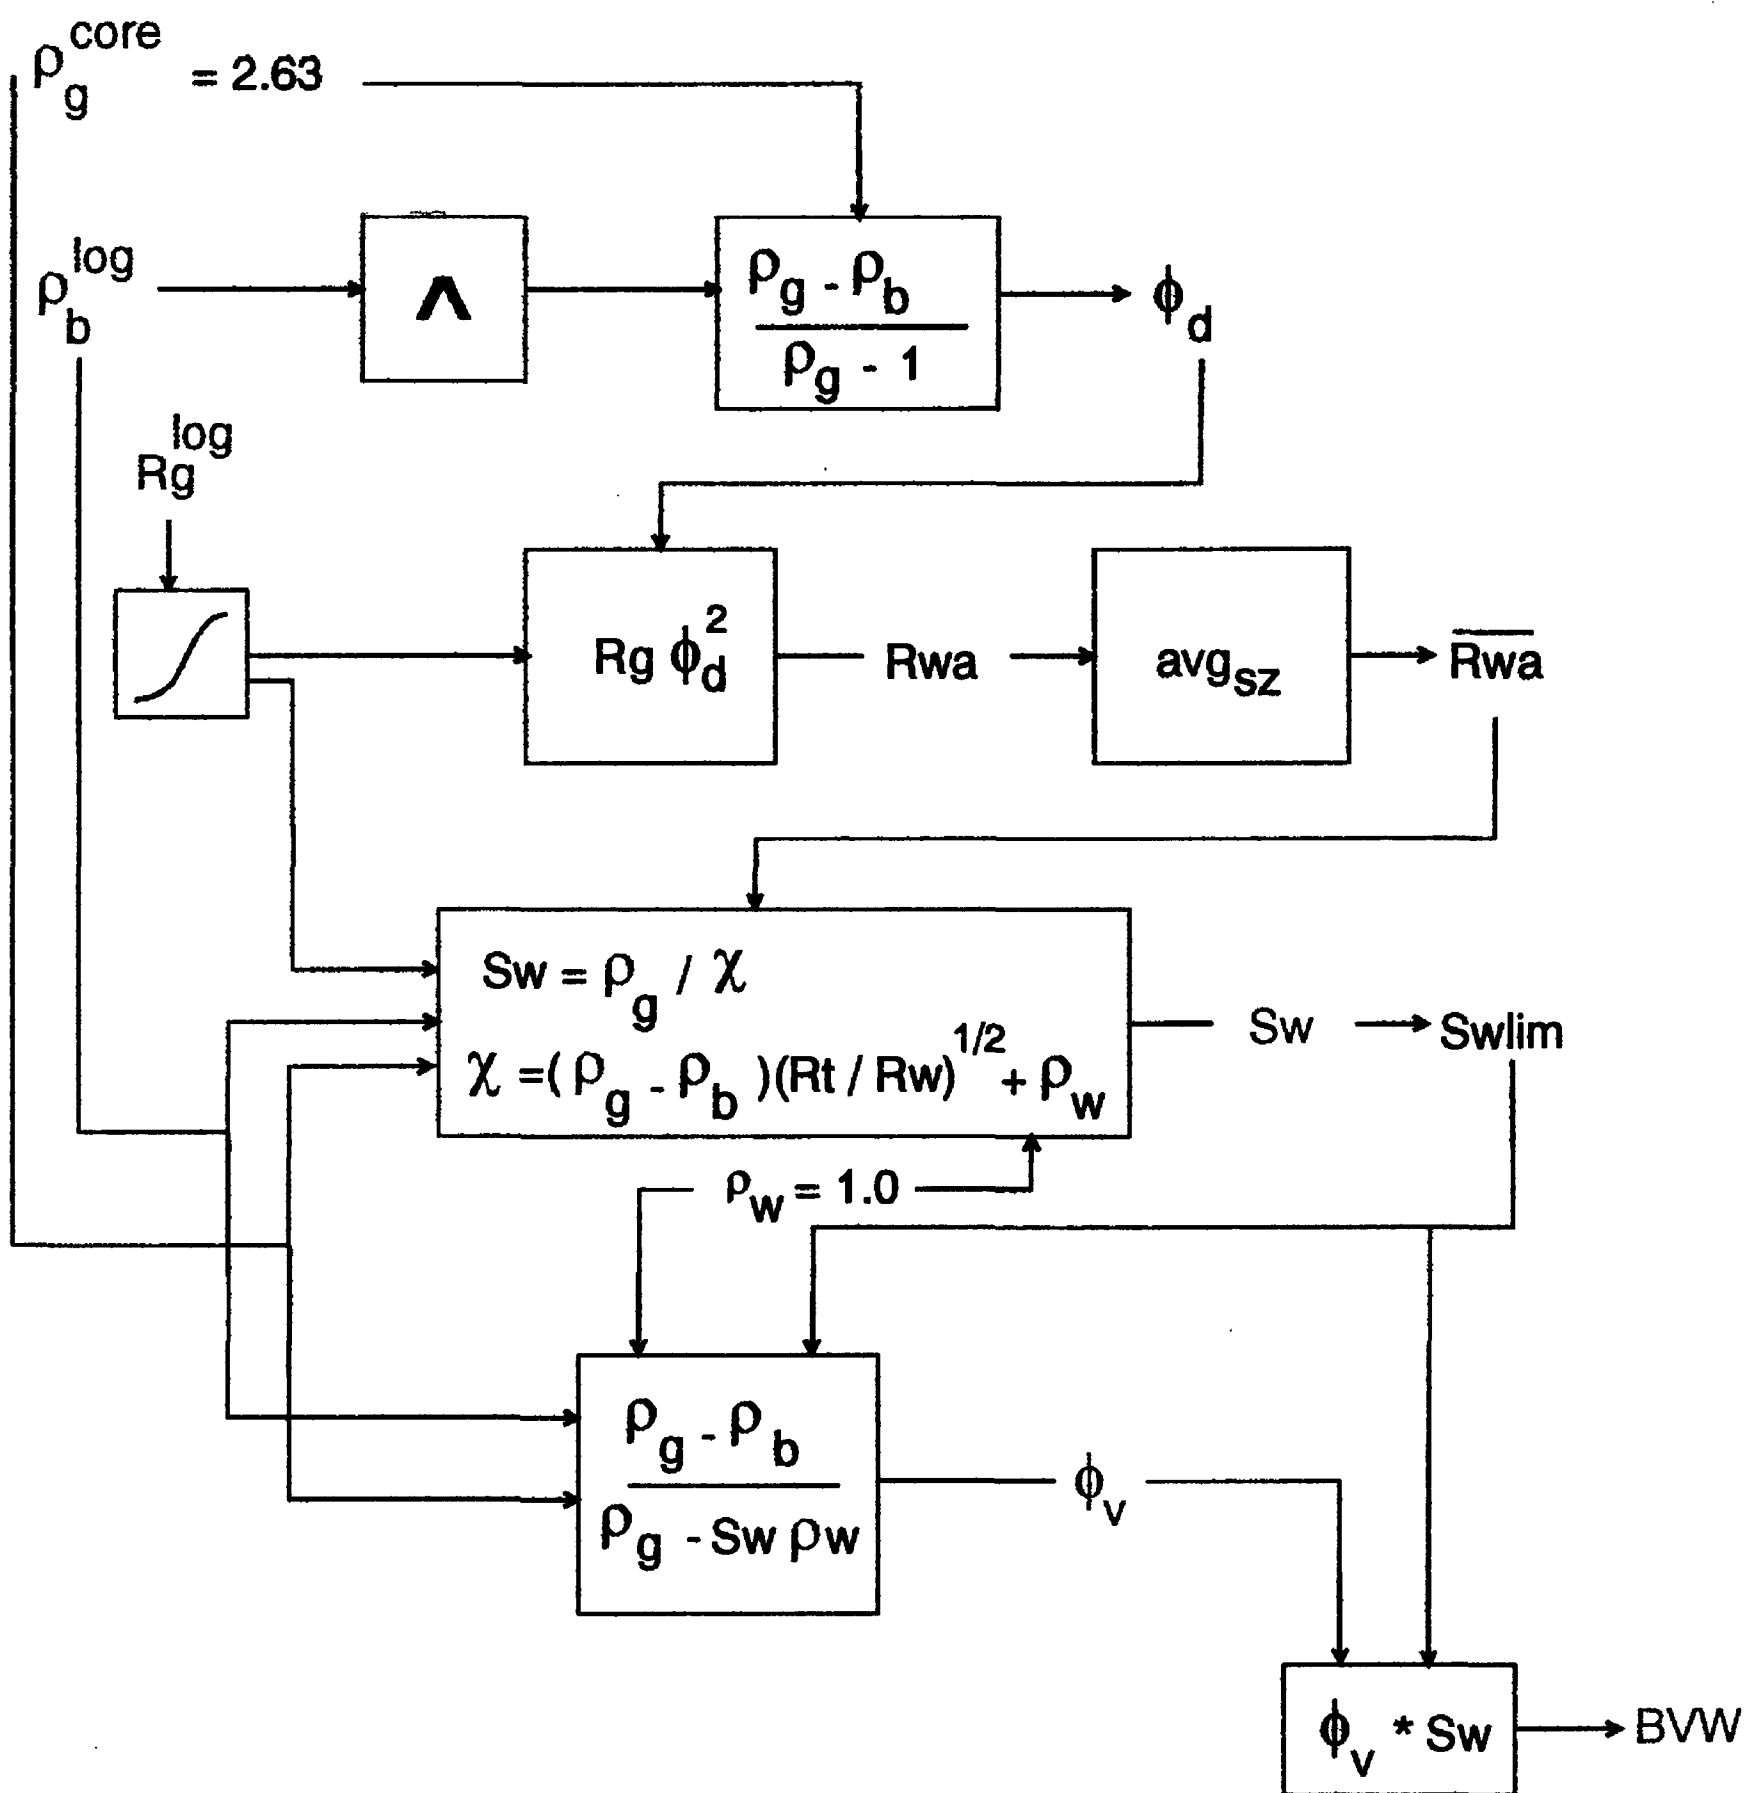 ρg^core = 2.63
ρb^log
Λ
ρg - ρb
ρg - 1
ϕd
Rg^log
Rg ϕd^2
Rwa
avg_sz
R̅w̅a̅
Sw = ρg / χ
χ =( ρg - ρb )(Rt / Rw)^1/2 + ρw
Sw
Swlim
ρw = 1.0
ρg - ρb
ρg - Sw ρw
ϕv
ϕv * Sw
BVW